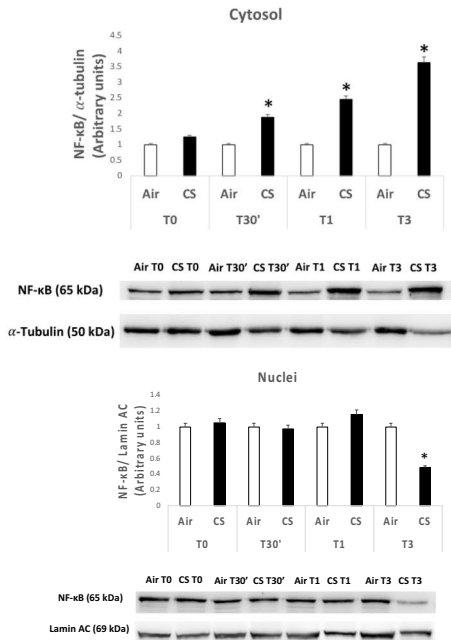 Cytosol
NF-κB/ α-tubulin
(Arbitrary units)
4.5
4
3.5
3
2.5
2
1.5
1
0.5
0
* * *
Air CS Air CS Air CS Air CS
T0 T30' T1 T3
Air T0 CS T0 Air T30’ CS T30’ Air T1 CS T1 Air T3 CS T3
NF-κB (65 kDa)
α-Tubulin (50 kDa)
Nuclei
NF-κB/ Lamin AC
(Arbitrary units)
1.4
1.2
1
0.8
0.6
0.4
0.2
0
*
Air CS Air CS Air CS Air CS
T0 T30' T1 T3
Air T0 CS T0 Air T30’ CS T30’ Air T1 CS T1 Air T3 CS T3
NF-κB (65 kDa)
Lamin AC (69 kDa)